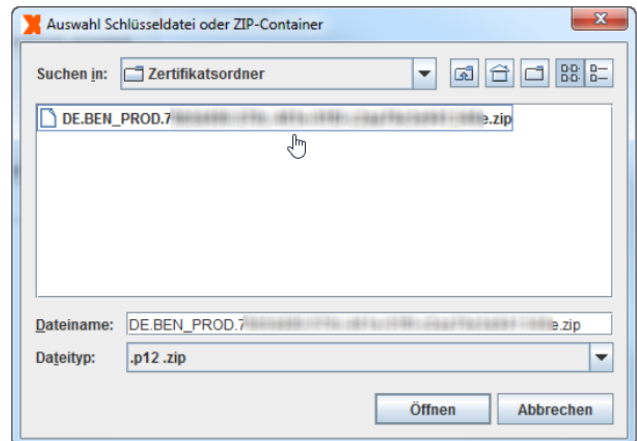 Auswahl Schlüsseldatei oder ZIP-Container
Suchen in: Zertifikatsordner
DE.BEN_PROD.7 e.zip
Dateiname: DE.BEN_PROD.7 e.zip
Dateityp: .p12 .zip
Öffnen Abbrechen